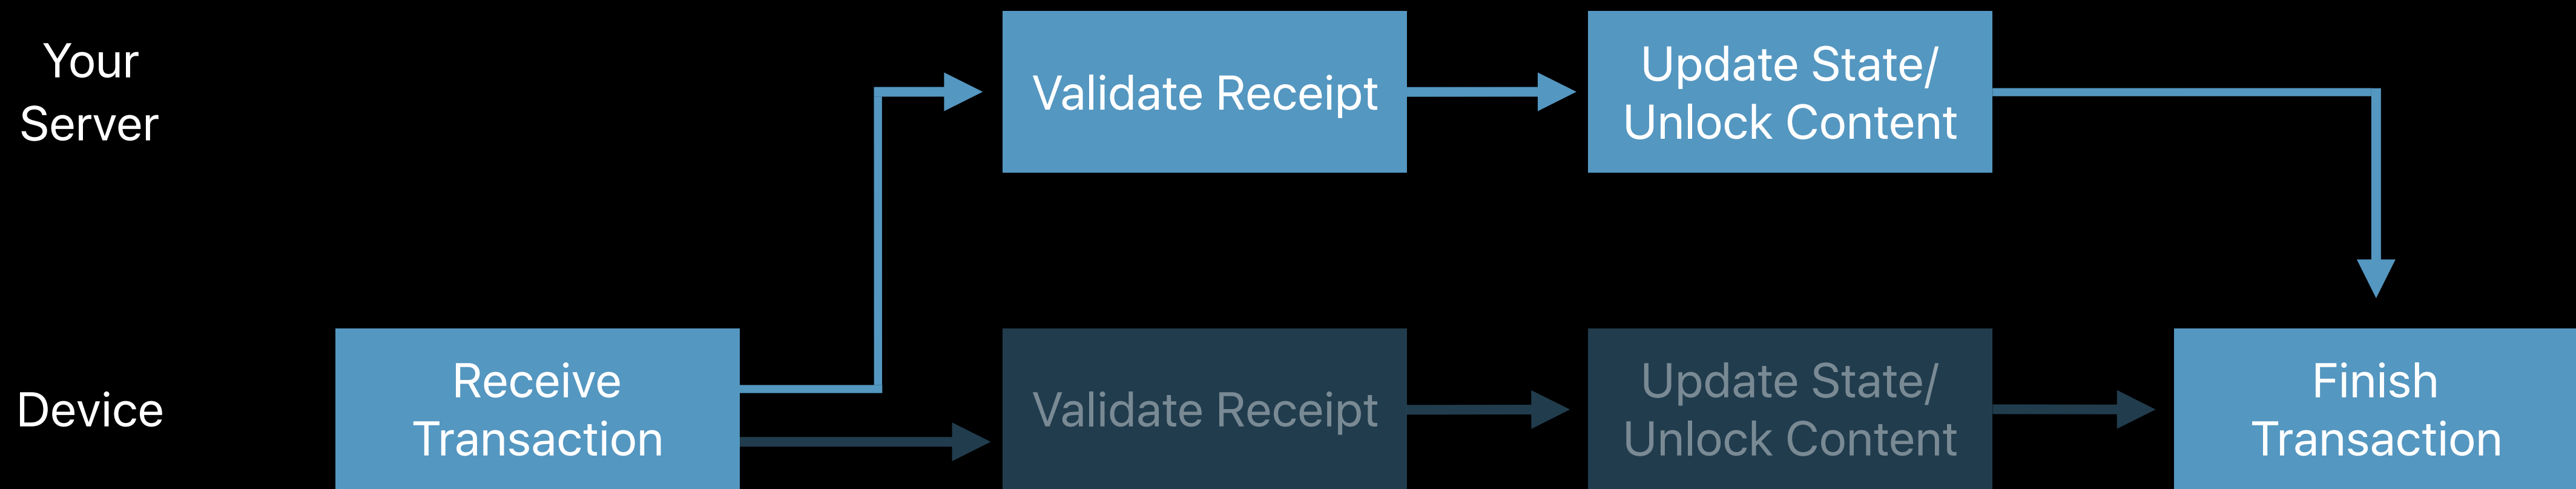 Your
Server
Validate Receipt
Update State/
Unlock Content
Device
Receive
Transaction
Validate Receipt
Update State/
Unlock Content
Finish
Transaction